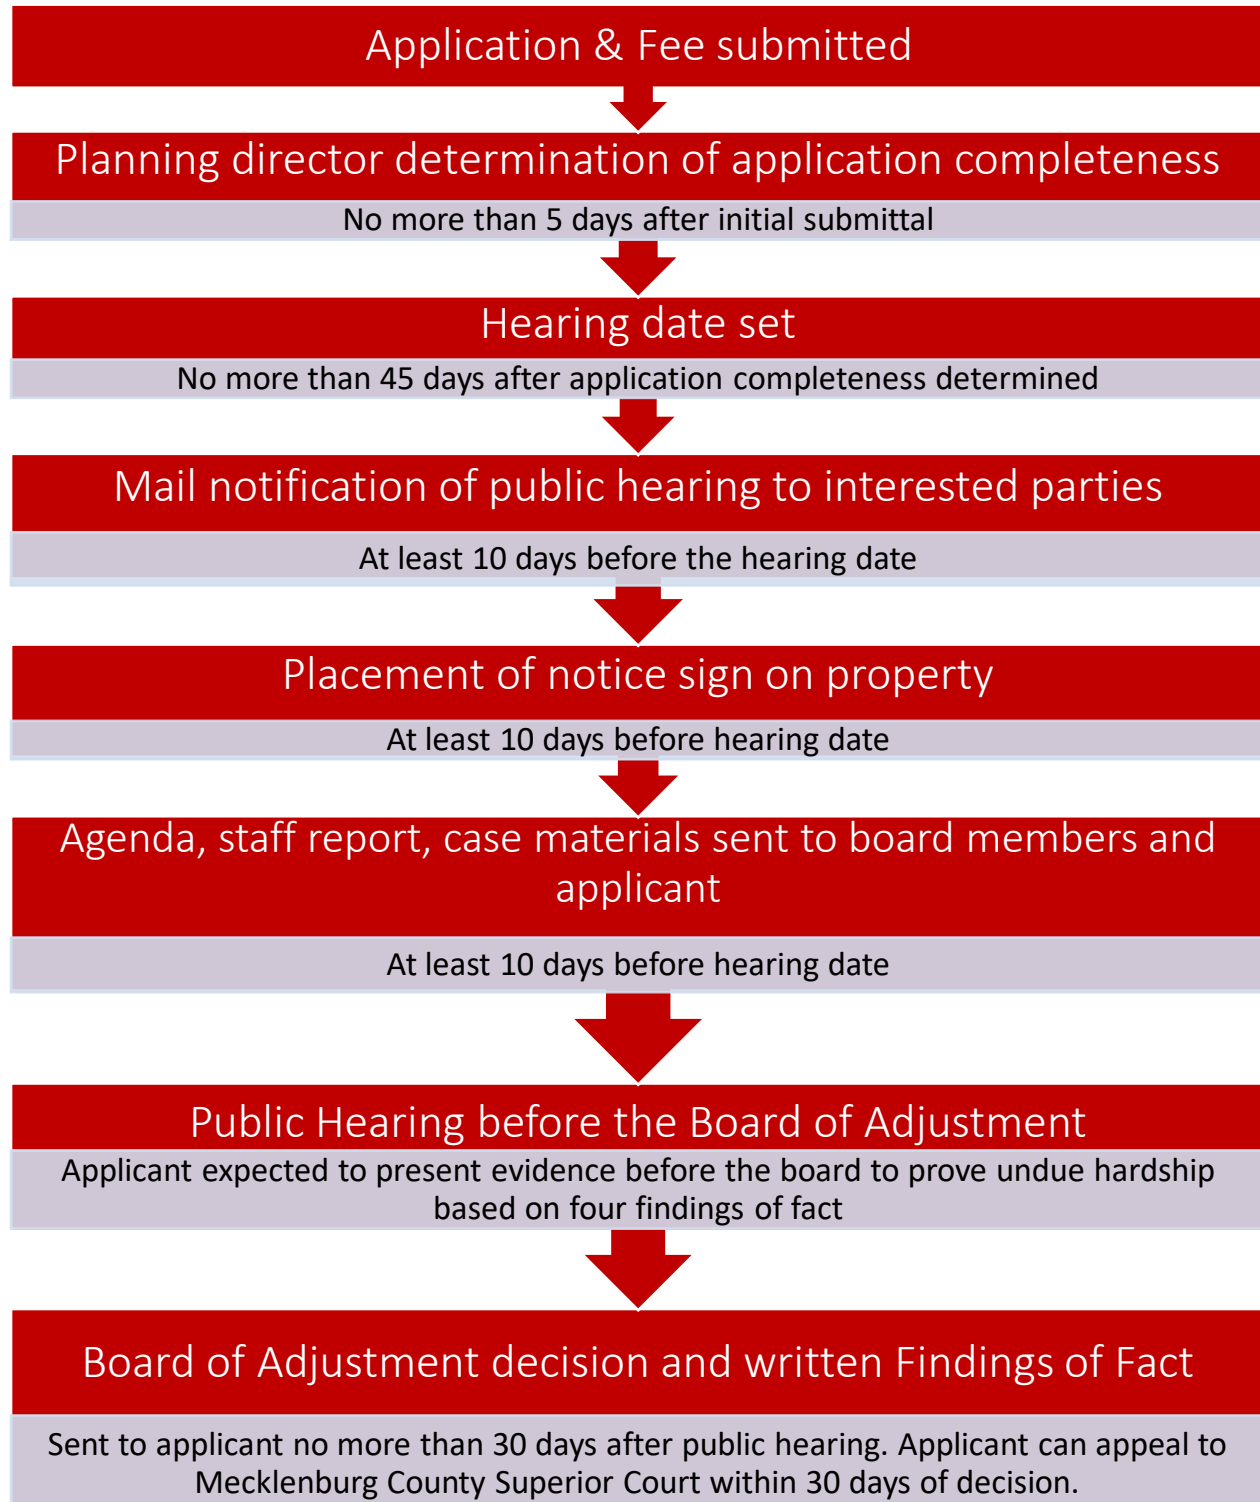 Application & Fee submitted
Planning director determination of application completeness
No more than 5 days after initial submittal
Hearing date set
No more than 45 days after application completeness determined
Mail notification of public hearing to interested parties
At least 10 days before the hearing date
Placement of notice sign on property
At least 10 days before hearing date
Agenda, staff report, case materials sent to board members and
applicant
At least 10 days before hearing date
Public Hearing before the Board of Adjustment
Applicant expected to present evidence before the board to prove undue hardship
based on four findings of fact
Board of Adjustment decision and written Findings of Fact
Sent to applicant no more than 30 days after public hearing. Applicant can appeal to
Mecklenburg County Superior Court within 30 days of decision.